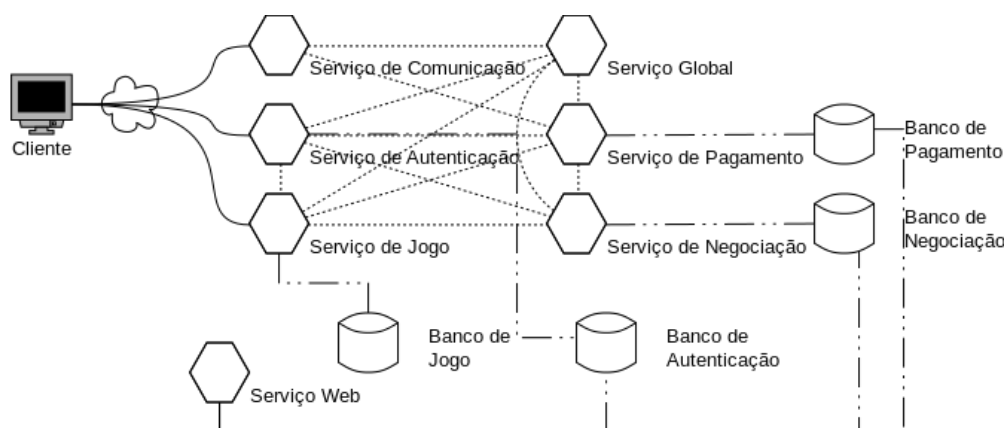 Serviço de Comunicação
Serviço Global
Cliente
Serviço de Autenticação
Serviço de Pagamento
Banco de
Pagamento
Serviço de Jogo
Serviço de Negociação
Banco de
Negociação
Banco de
Jogo
Banco de
Autenticação
Serviço Web